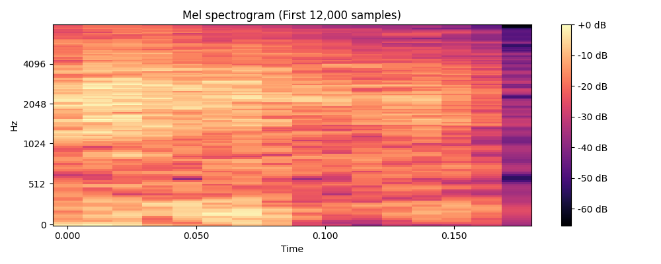 Mel spectrogram (First 12,000 samples)
Hz
4096
2048
1024
512
0
0.000
0.050
0.100
0.150
Time
+0 dB
-10 dB
-20 dB
-30 dB
-40 dB
-50 dB
-60 dB